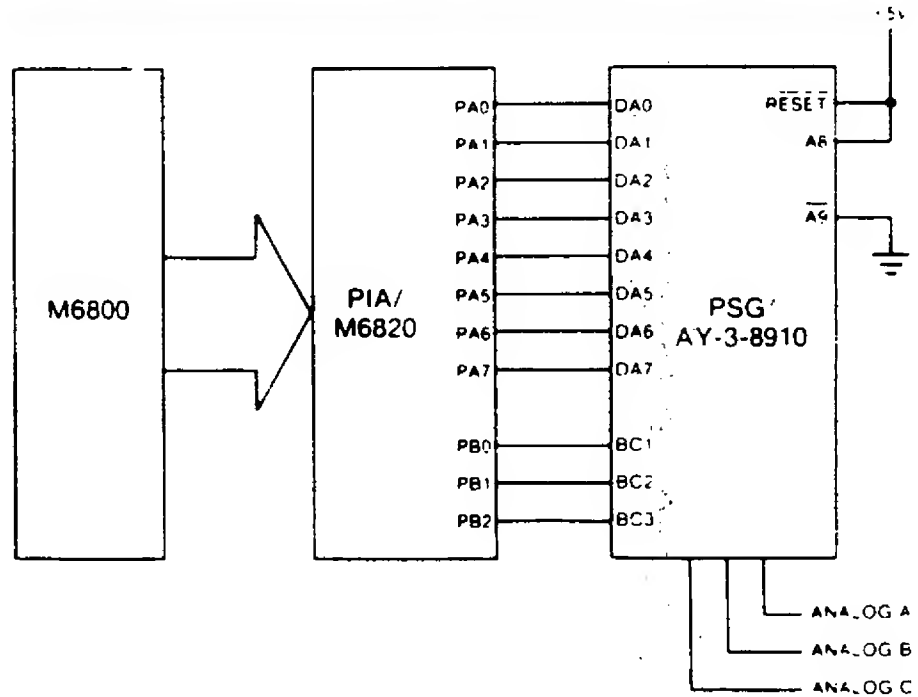 +5v
M6800
PIA/
M6820
PA0
PA1
PA2
PA3
PA4
PA5
PA6
PA7
PB0
PB1
PB2
DA0
DA1
DA2
DA3
DA4
DA5
DA6
DA7
BC1
BC2
BC3
PSG/
AY-3-8910
RESET
A8
A9
ANALOG A
ANALOG B
ANALOG C